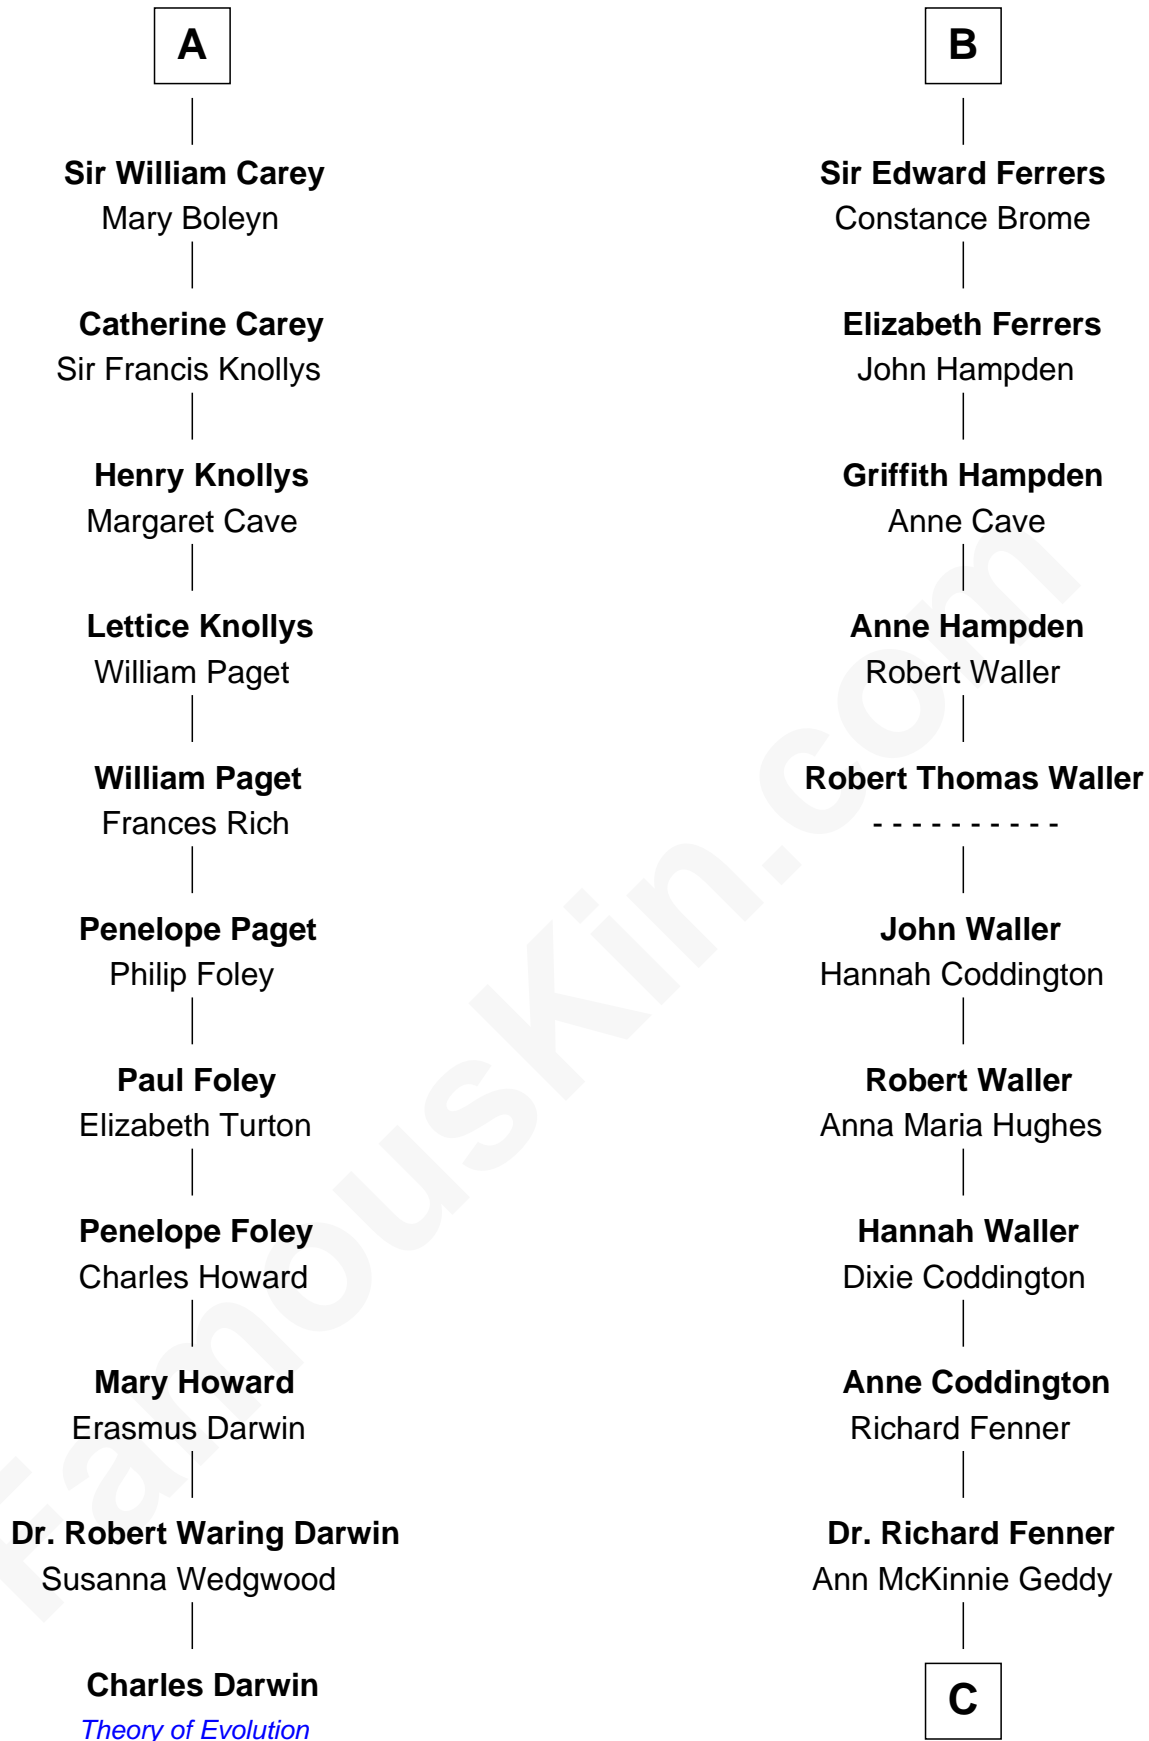 A
Sir William Carey
Mary Boleyn
Catherine Carey
Sir Francis Knollys
Henry Knollys
Margaret Cave
Lettice Knollys
William Paget
William Paget
Frances Rich
Penelope Paget
Philip Foley
Paul Foley
Elizabeth Turton
Penelope Foley
Charles Howard
Mary Howard
Erasmus Darwin
Dr. Robert Waring Darwin
Susanna Wedgwood
Charles Darwin
Theory of Evolution
B
Sir Edward Ferrers
Constance Brome
Elizabeth Ferrers
John Hampden
Griffith Hampden
Anne Cave
Anne Hampden
Robert Waller
Robert Thomas Waller
- - - - - - - - - -
John Waller
Hannah Coddington
Robert Waller
Anna Maria Hughes
Hannah Waller
Dixie Coddington
Anne Coddington
Richard Fenner
Dr. Richard Fenner
Ann McKinnie Geddy
C
FamousKin.com